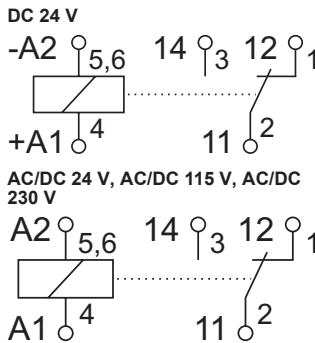 DC 24 V
-A2 14 12
5,6 3 1
4 2
+A1 11
AC/DC 24 V, AC/DC 115 V, AC/DC
230 V
A2 14 12
5,6 3 1
4 2
A1 11